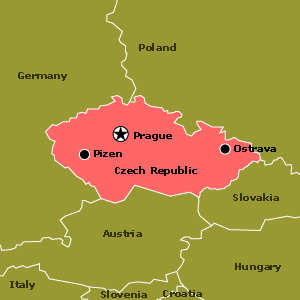 Poland
Germany
Prague
Ostrava
Pizen
Czech Republic
Slovakia
Austria
Hungary
Italy
Slovenia
Croatia